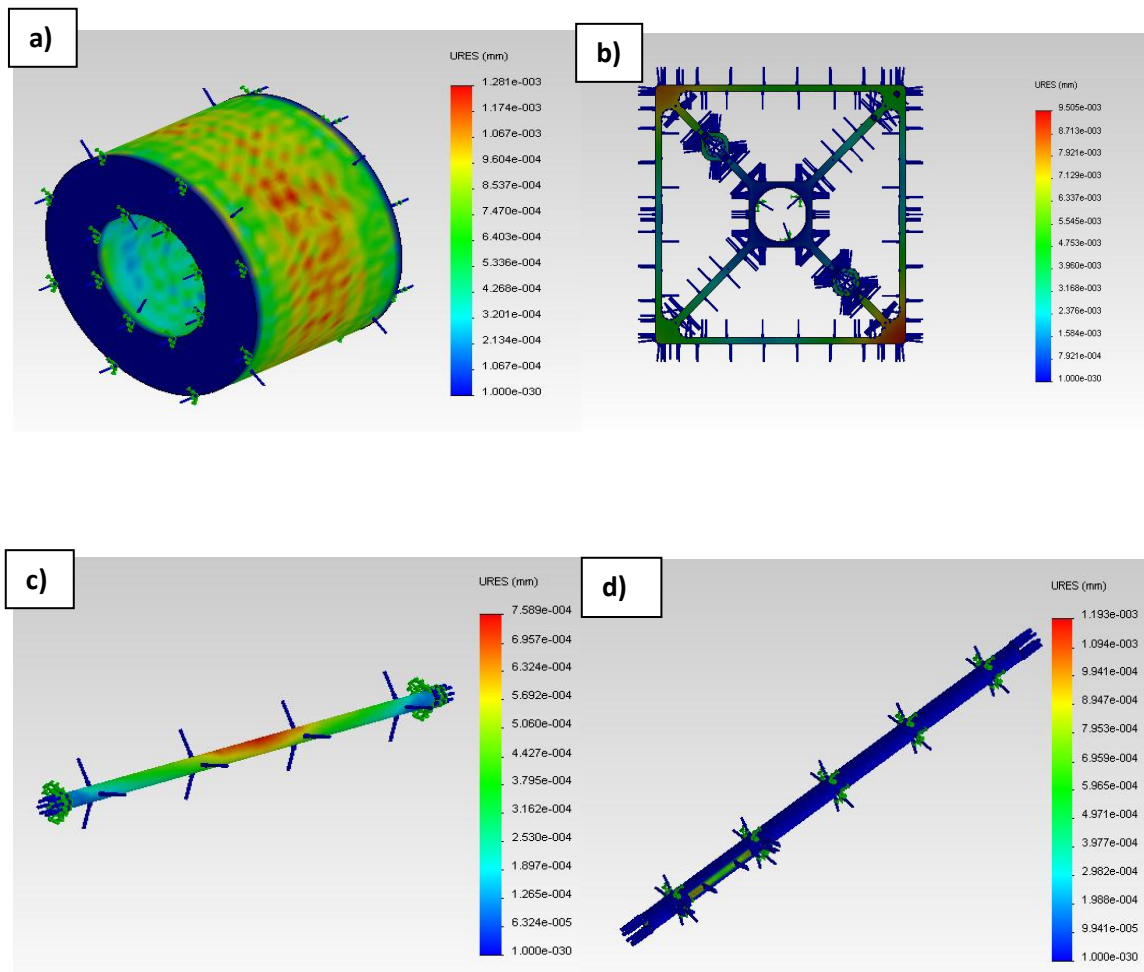 a)
URES (mm)
1.281e-003
1.174e-003
1.067e-003
9.604e-004
8.537e-004
7.470e-004
6.403e-004
5.336e-004
4.268e-004
3.201e-004
2.134e-004
1.067e-004
1.000e-030
b)
URES (mm)
9.505e-003
8.713e-003
7.921e-003
7.129e-003
6.337e-003
5.545e-003
4.753e-003
3.960e-003
3.168e-003
2.376e-003
1.584e-003
7.921e-004
1.000e-030
c)
URES (mm)
7.589e-004
6.957e-004
6.324e-004
5.692e-004
5.060e-004
4.427e-004
3.795e-004
3.162e-004
2.530e-004
1.897e-004
1.265e-004
6.324e-005
1.000e-030
d)
URES (mm)
1.193e-003
1.094e-003
9.941e-004
8.947e-004
7.953e-004
6.959e-004
5.965e-004
4.971e-004
3.977e-004
2.982e-004
1.988e-004
9.941e-005
1.000e-030